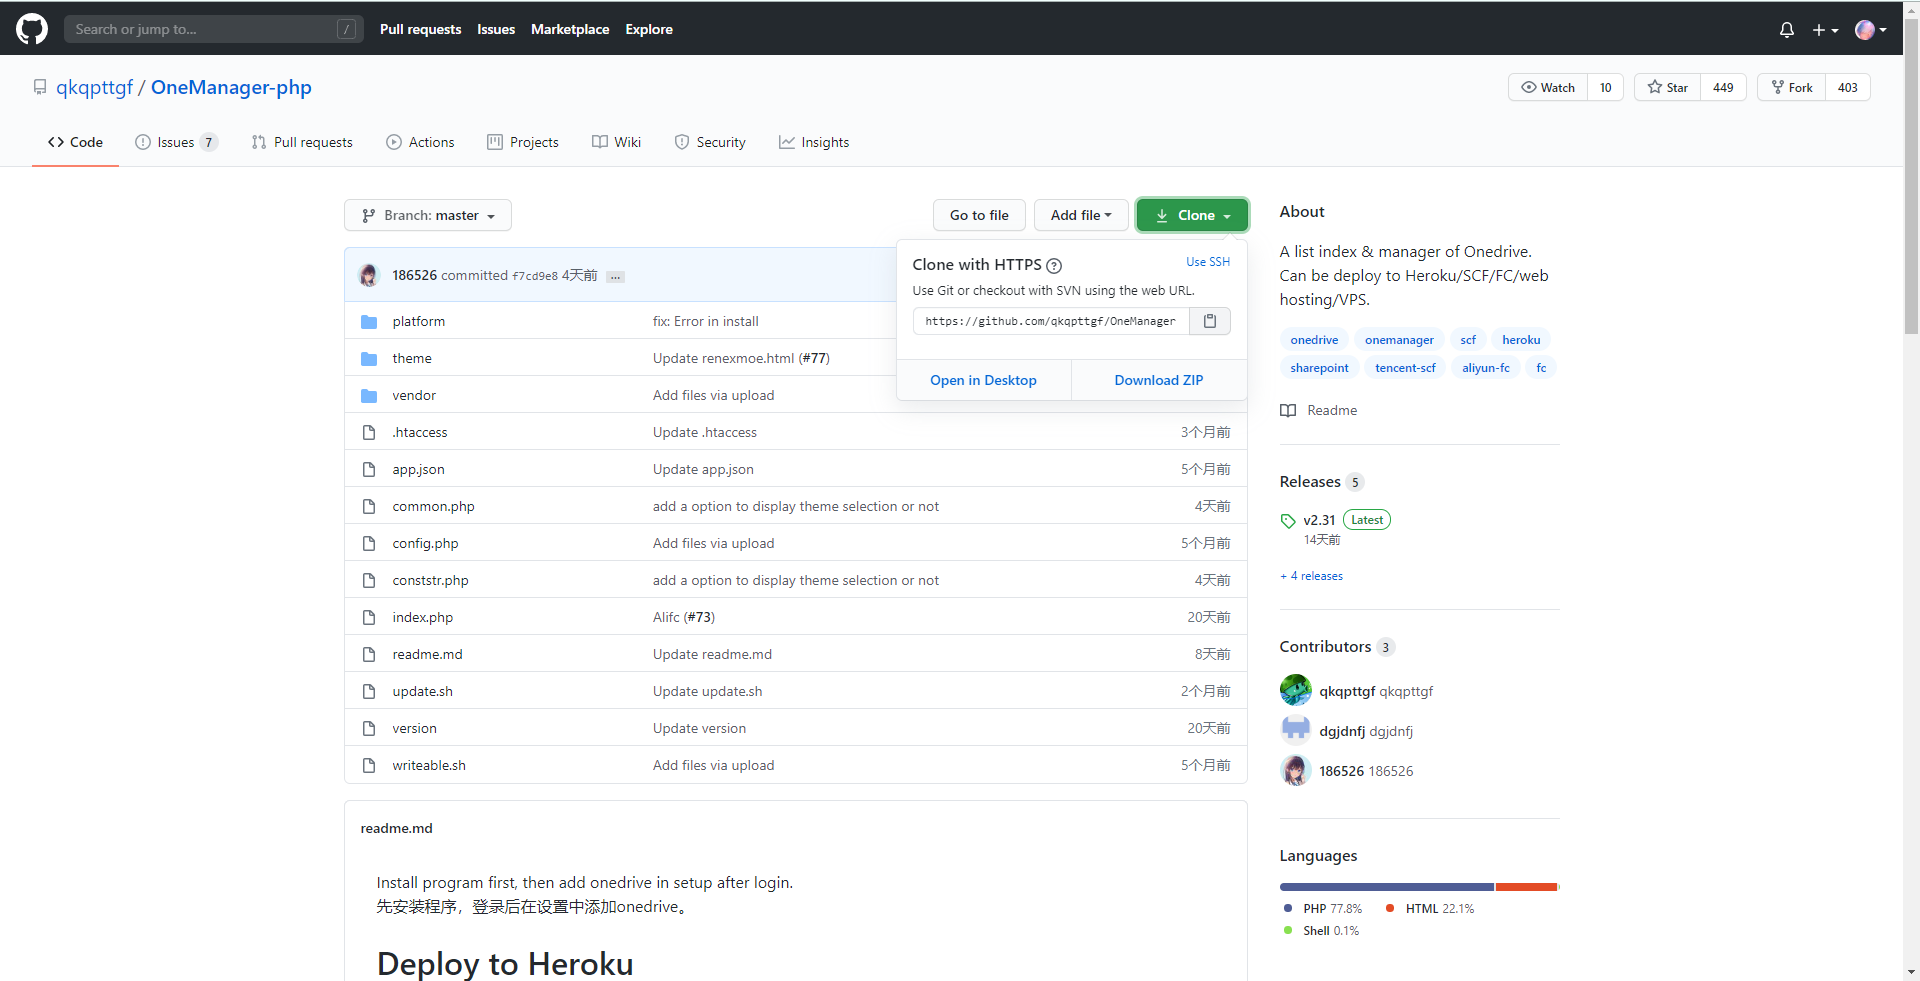 Search or jump to... /
Pull requests Issues Marketplace Explore
qkqpttgf / OneManager-php
Watch 10 Star 449 Fork 403
Code Issues 7 Pull requests Actions Projects Wiki Security Insights
Branch: master Go to file Add file Clone
186526 committed f7cd9e8 4天前 ...
Clone with HTTPS ? Use SSH
Use Git or checkout with SVN using the web URL.
https://github.com/qkqpttgf/OneManager
Open in Desktop Download ZIP
platform fix: Error in install
theme Update renexmoe.html (#77)
vendor Add files via upload
.htaccess Update .htaccess 3个月前
app.json Update app.json 5个月前
common.php add a option to display theme selection or not 4天前
config.php Add files via upload 5个月前
conststr.php add a option to display theme selection or not 4天前
index.php Alifc (#73) 20天前
readme.md Update readme.md 8天前
update.sh Update update.sh 2个月前
version Update version 20天前
writeable.sh Add files via upload 5个月前
readme.md
Install program first, then add onedrive in setup after login.
先安装程序，登录后在设置中添加onedrive。
Deploy to Heroku
About
A list index & manager of Onedrive.
Can be deploy to Heroku/SCF/FC/web
hosting/VPS.
onedrive onemanager scf heroku
sharepoint tencent-scf aliyun-fc fc
Readme
Releases 5
v2.31 Latest
14天前
+ 4 releases
Contributors 3
qkqpttgf qkqpttgf
dgjdnfj dgjdnfj
186526 186526
Languages
PHP 77.8% HTML 22.1%
Shell 0.1%